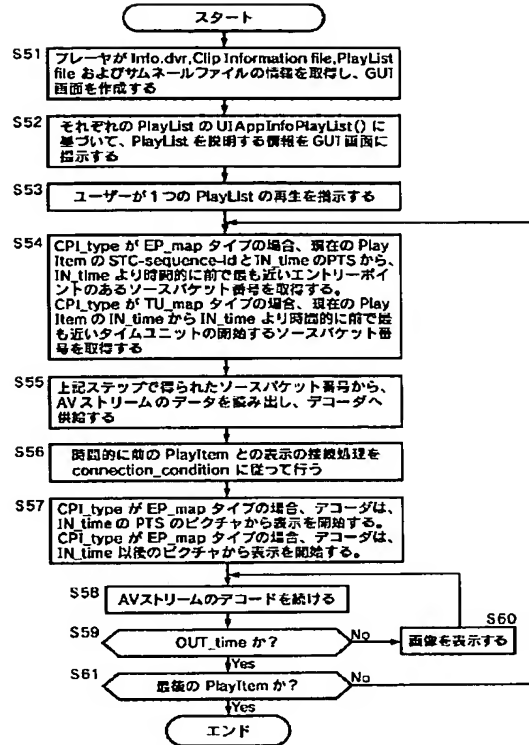 スタート
S51
プレーヤが Info.dvr,Clip Information file,PlayList
file およびサムネールファイルの情報を取得し、GUI
画面を作成する
S52
それぞれの PlayList の UIAppInfoPlayList() に
基づいて、PlayList を説明する情報を GUI 画面に
指示する
S53
ユーザーが1つの PlayList の再生を指示する
S54
CPI_type が EP_map タイプの場合、現在の Play
Item の STC-sequence-id と IN_time のPTS から、
IN_time より時間的に前で最も近いエントリーポイ
ントのあるソースパケット番号を取得する。
CPI_type が TU_map タイプの場合、現在の Play
Item の IN_time から IN_time より時間的に前で最
も近いタイムユニットの開始するソースパケット番
号を取得する
S55
上記ステップで得られたソースパケット番号から、
AVストリームのデータを読み出し、デコーダへ
供給する
S56
時間的に前の PlayItem との表示の接続処理を
connection_condition に従って行う
S57
CPI_type が EP_map タイプの場合、デコーダは、
IN_time の PTS のピクチャから表示を開始する。
CPI_type が EP_map タイプの場合、デコーダは、
IN_time 以後のピクチャから表示を開始する。
S58
AVストリームのデコードを続ける
S59
OUT_time か?
No
S60
画像を表示する
Yes
S61
最後の PlayItem か?
No
Yes
エンド